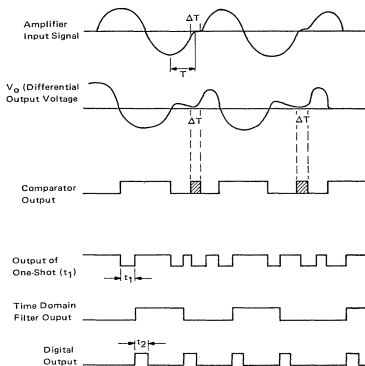 Amplifier
Input Signal
ΔT
T
Vo (Differential
Output Voltage
ΔT
ΔT
Comparator
Output
Output of
One-Shot (t1)
t1
Time Domain
Filter Ouput
t2
Digital
Output